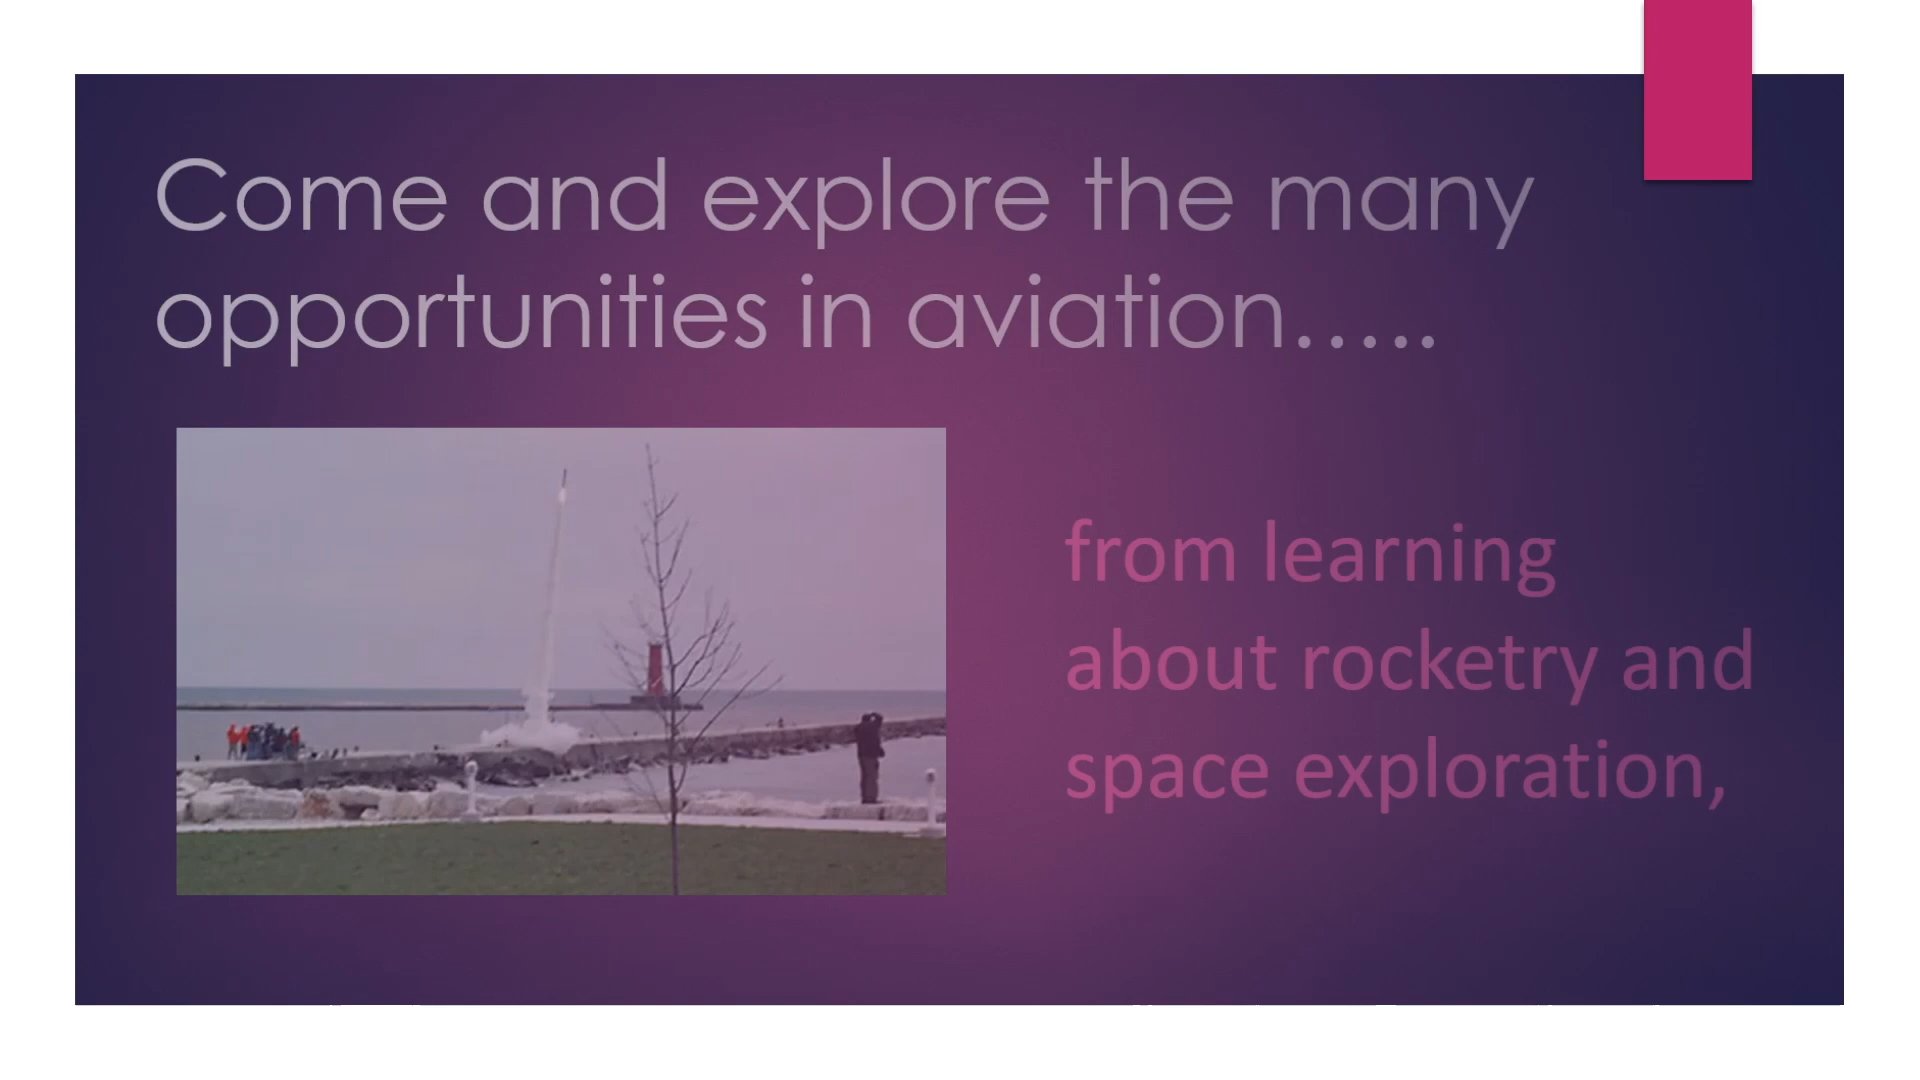 Come and explore the many
opportunities in aviation…..
from learning
about rocketry and
space exploration,